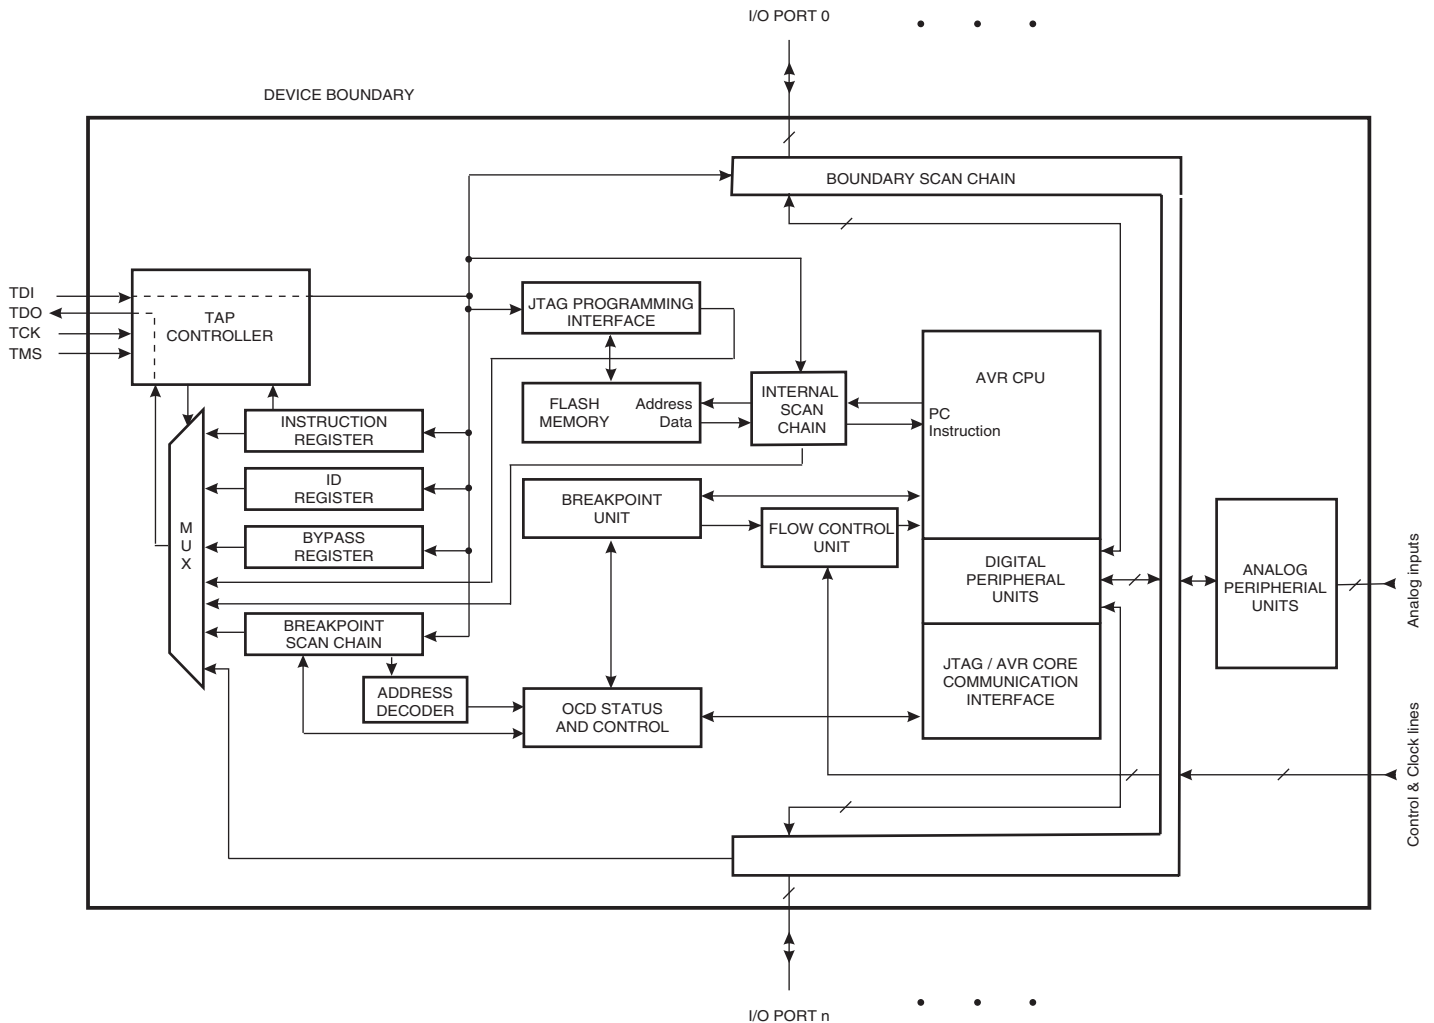 I/O PORT 0
DEVICE BOUNDARY
BOUNDARY SCAN CHAIN
TDI
TDO
TCK
TMS
TAP
CONTROLLER
JTAG PROGRAMMING
INTERFACE
AVR CPU
FLASH
MEMORY
Address
Data
INTERNAL
SCAN
CHAIN
PC
Instruction
INSTRUCTION
REGISTER
ID
REGISTER
M
U
X
BREAKPOINT
UNIT
FLOW CONTROL
UNIT
BYPASS
REGISTER
DIGITAL
PERIPHERAL
UNITS
ANALOG
PERIPHERIAL
UNITS
Analog inputs
BREAKPOINT
SCAN CHAIN
JTAG / AVR CORE
COMMUNICATION
INTERFACE
ADDRESS
DECODER
OCD STATUS
AND CONTROL
Control & Clock lines
I/O PORT n